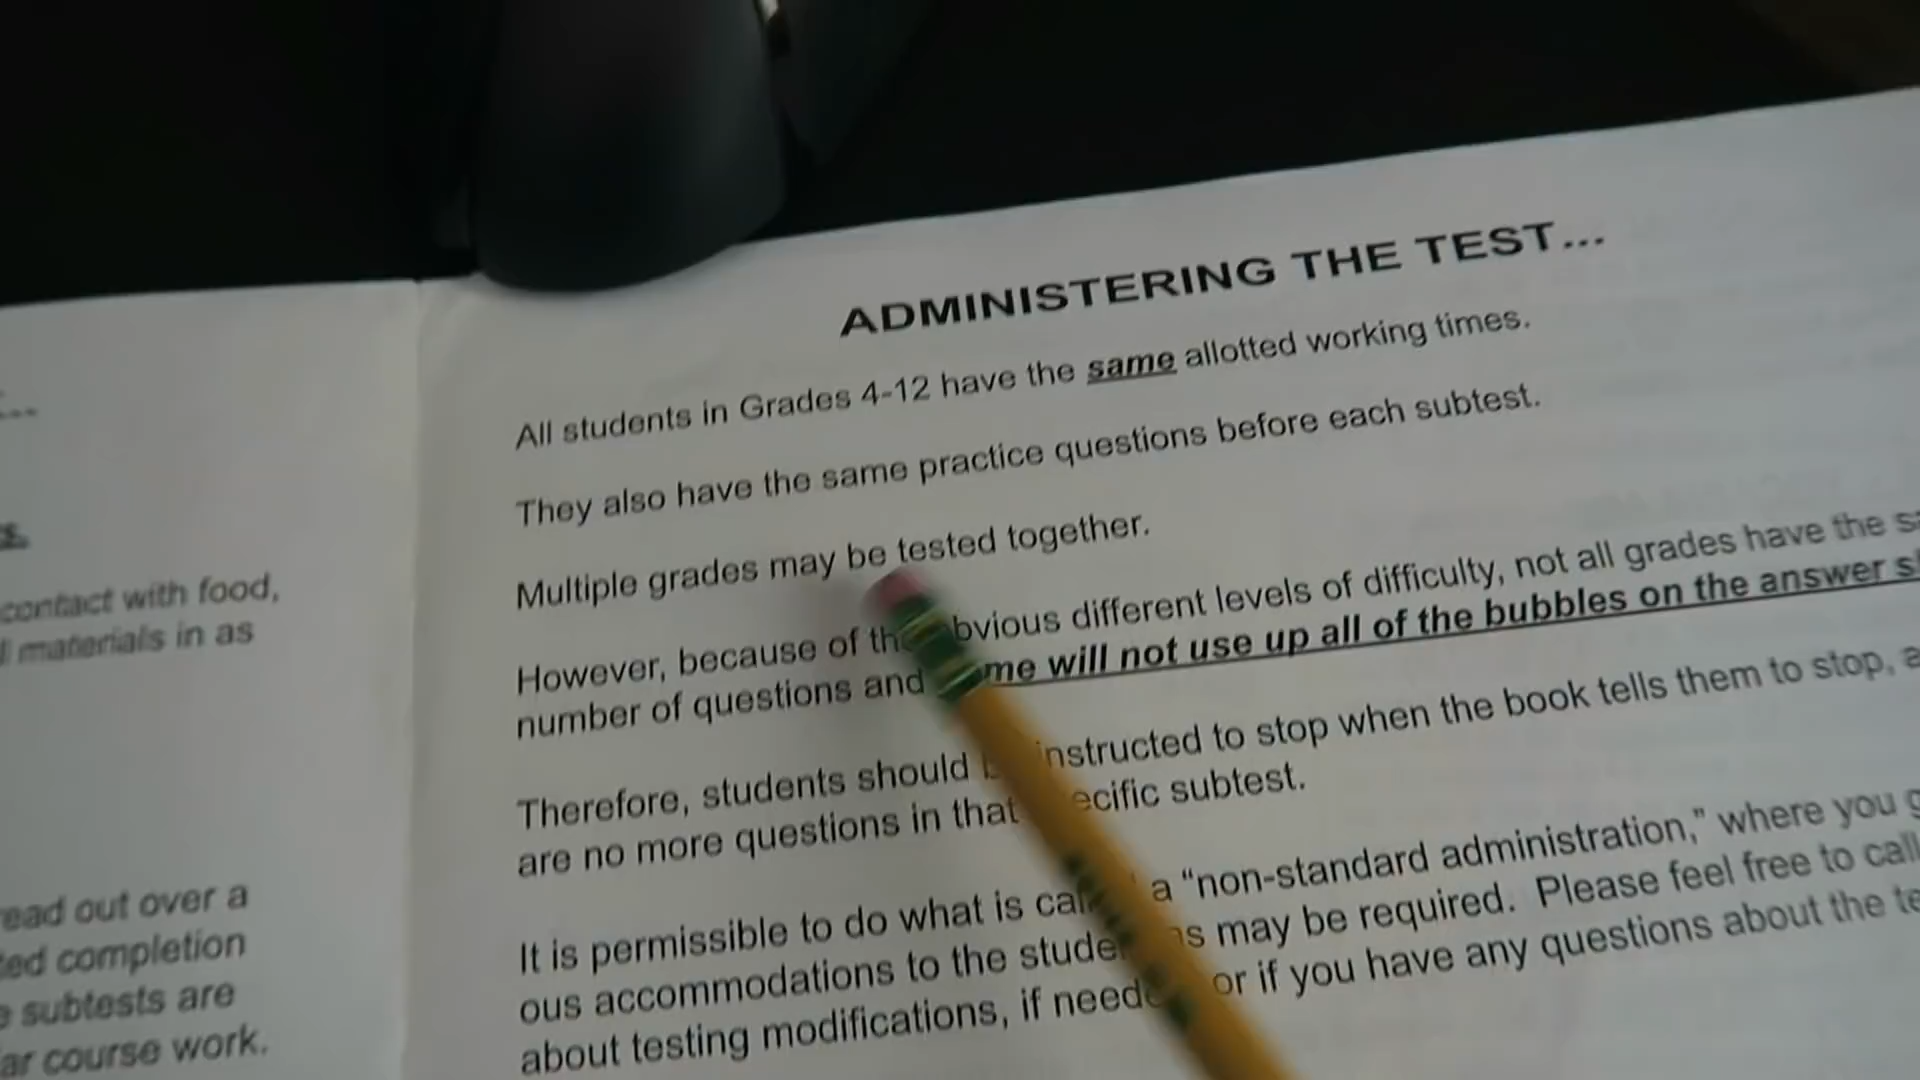 contact with food,
materials in as
read out over a
completion
subtests are
course work.
ADMINISTERING THE TEST...
All students in Grades 4-12 have the same allotted working times.
They also have the same practice questions before each subtest.
Multiple grades may be tested together.
However, because of the obvious different levels of difficulty, not all grades have the
number of questions and me will not use up all of the bubbles on the answer
Therefore, students should instructed to stop when the book tells them to stop,
are no more questions in that ecific subtest.
It is permissible to do what is a “non-standard administration,” where you
ous accommodations to the as may be required. Please feel free to call
about testing modifications, if or if you have any questions about the